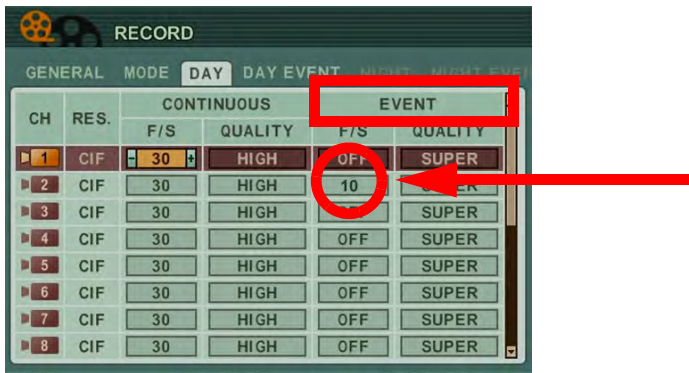 RECORD
GENERAL MODE DAY DAY EVENT NIGHT NIGHT
CH RES. CONTINUOUS EVENT
F/S QUALITY F/S QUALITY
1 CIF - 30 + HIGH OFF SUPER
2 CIF 30 HIGH 10 SUPER
3 CIF 30 HIGH SUPER
4 CIF 30 HIGH OFF SUPER
5 CIF 30 HIGH OFF SUPER
6 CIF 30 HIGH OFF SUPER
7 CIF 30 HIGH OFF SUPER
8 CIF 30 HIGH OFF SUPER